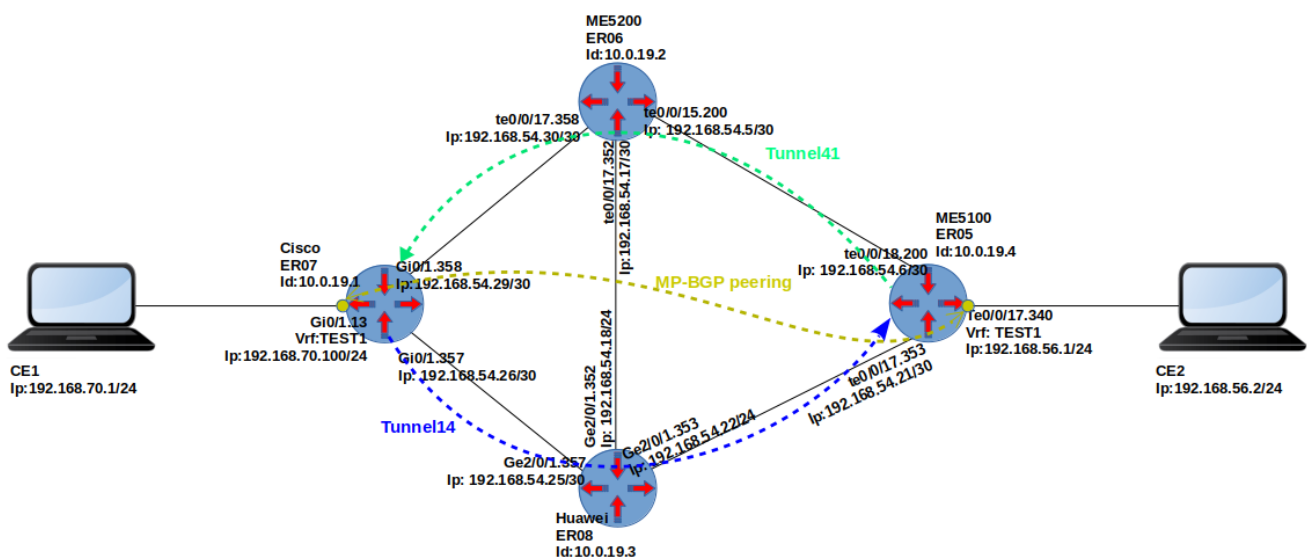 ME5200
ER06
Id:10.0.19.2
te0/0/17.358
Ip:192.168.54.30/30
te0/0/15.200
Ip: 192.168.54.5/30
te0/0/17.352
Ip:192.168.54.17/30
Tunnel41
ME5100
ER05
Id:10.0.19.4
te0/0/18.200
Ip: 192.168.54.6/30
Cisco
ER07
Id:10.0.19.1
Gi0/1.358
Ip:192.168.54.29/30
MP-BGP peering
Gi0/1.13
Vrf:TEST1
Ip:192.168.70.100/24
Te0/0/17.340
Vrf: TEST1
Ip:192.168.56.1/24
CE1
Ip:192.168.70.1/24
CE2
Ip:192.168.56.2/24
Gi0/1.357
Ip: 192.168.54.26/30
Ge2/0/1.352
Ip: 192.168.54.18/24
te0/0/17.353
Ip:192.168.54.21/30
Tunnel14
Ge2/0/1.353
Ip: 192.168.54.22/24
Ge2/0/1.357
Ip: 192.168.54.25/30
Huawei
ER08
Id:10.0.19.3